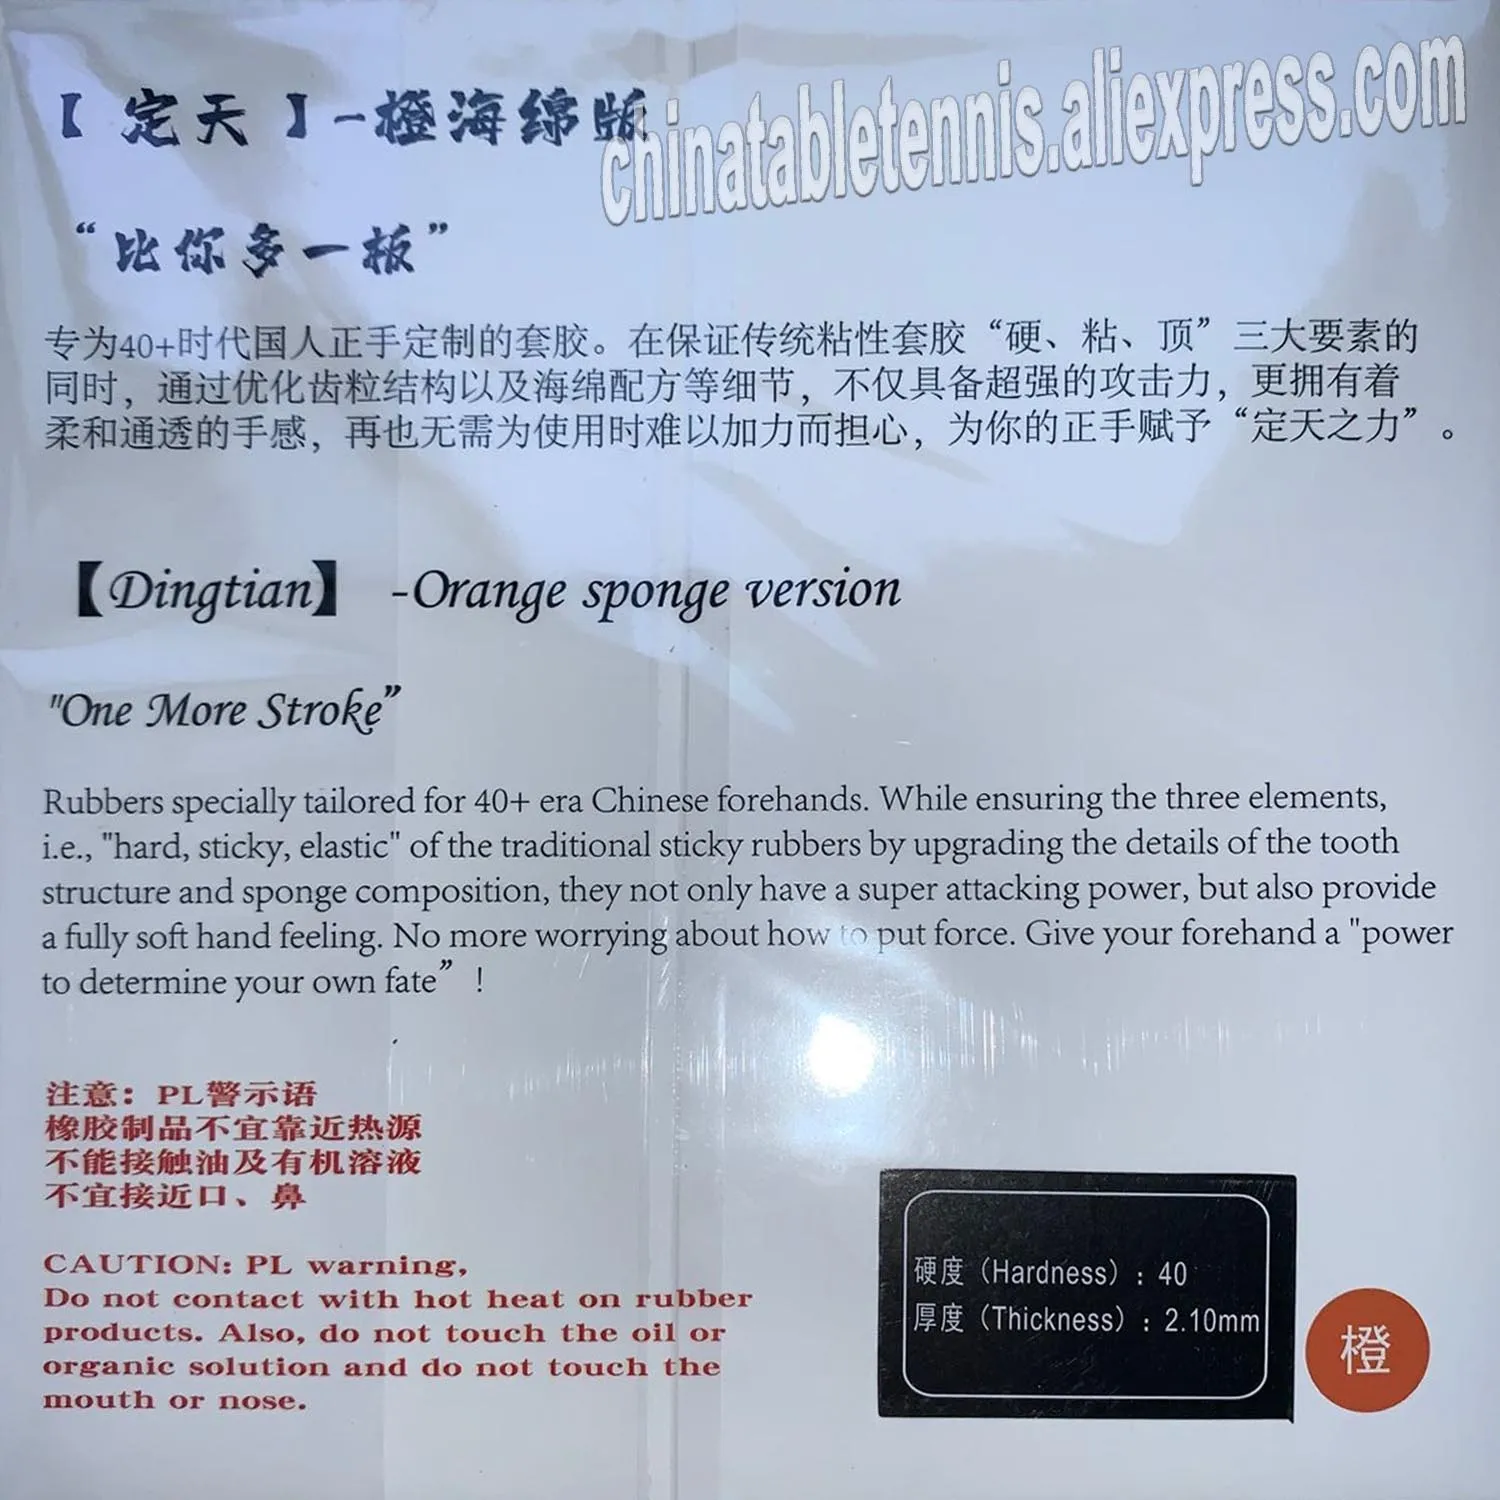 【定天】-橙海绵版
chinatabletennis.aliexpress.com
“比你多一板”
专为40+时代国人正手定制的套胶。在保证传统粘性套胶“硬、粘、顶”三大要素的
同时，通过优化齿粒结构以及海绵配方等细节，不仅具备超强的攻击力，更拥有着
柔和通透的手感，再也无需为使用时难以加力而担心，为你的正手赋予“定天之力”。
【Dingtian】 -Orange sponge version
"One More Stroke”
Rubbers specially tailored for 40+ era Chinese forehands. While ensuring the three elements,
i.e., "hard, sticky, elastic" of the traditional sticky rubbers by upgrading the details of the tooth
structure and sponge composition, they not only have a super attacking power, but also provide
a fully soft hand feeling. No more worrying about how to put force. Give your forehand a "power
to determine your own fate” !
注意：PL警示语
橡胶制品不宜靠近热源
不能接触油及有机溶液
不宜接近口、鼻
CAUTION: PL warning,
Do not contact with hot heat on rubber
products. Also, do not touch the oil or
organic solution and do not touch the
mouth or nose.
硬度（Hardness）：40
厚度（Thickness）：2.10mm
橙